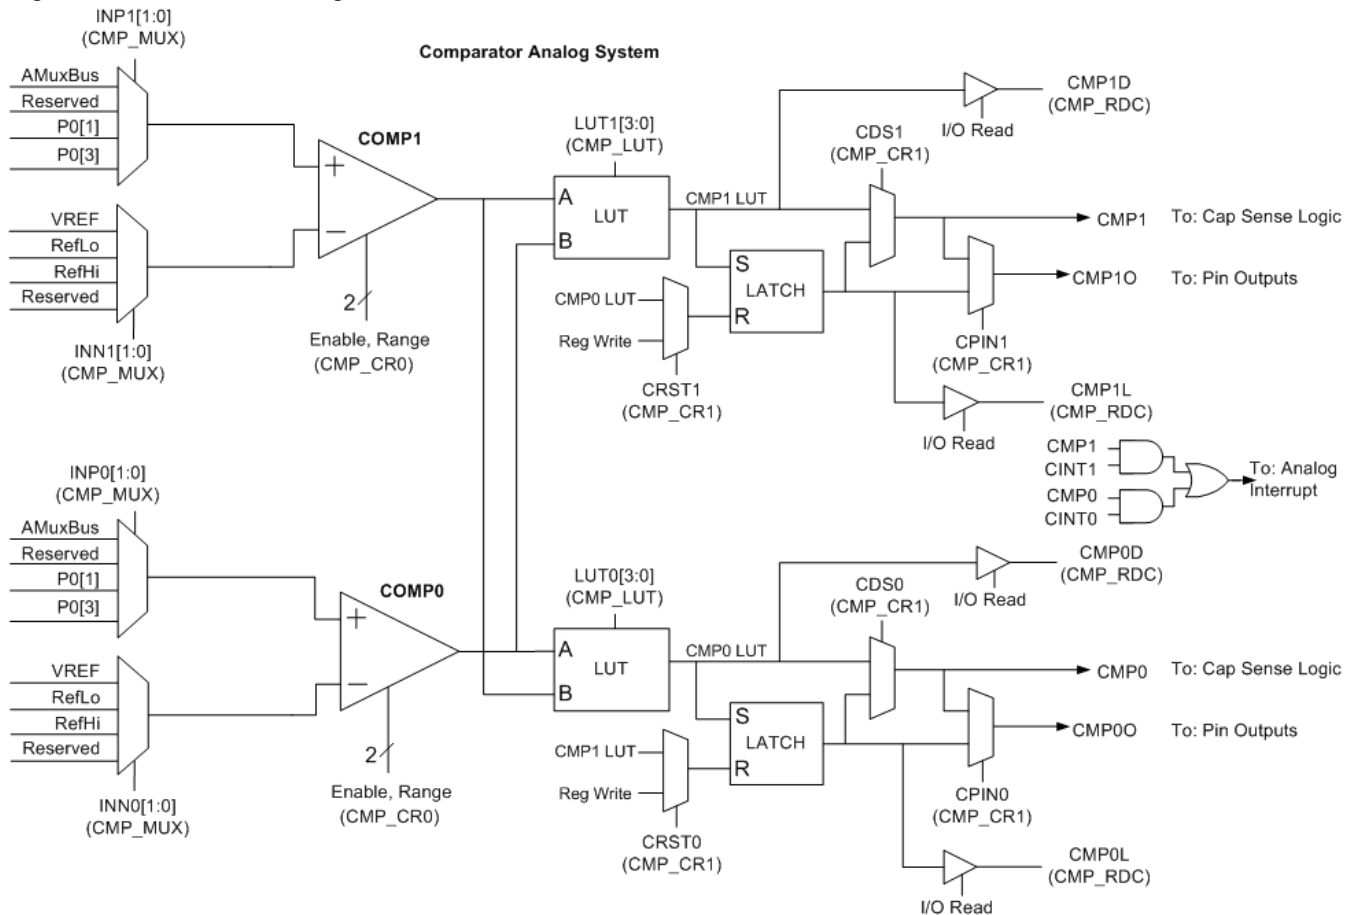 INP1[1:0]
(CMP_MUX)
Comparator Analog System
AMuxBus
Reserved
P0[1]
P0[3]
COMP1
+
−
VREF
RefLo
RefHi
Reserved
INN1[1:0]
(CMP_MUX)
2
Enable, Range
(CMP_CR0)
LUT1[3:0]
(CMP_LUT)
A
B
LUT
CMP1 LUT
CMP1D
(CMP_RDC)
I/O Read
CDS1
(CMP_CR1)
CMP1
To: Cap Sense Logic
S
LATCH
R
CMP0 LUT
Reg Write
CRST1
(CMP_CR1)
CMP1O
To: Pin Outputs
CPIN1
(CMP_CR1)
CMP1L
(CMP_RDC)
I/O Read
CMP1
CINT1
CMP0
CINT0
To: Analog
Interrupt
INP0[1:0]
(CMP_MUX)
AMuxBus
Reserved
P0[1]
P0[3]
COMP0
+
−
VREF
RefLo
RefHi
Reserved
INN0[1:0]
(CMP_MUX)
2
Enable, Range
(CMP_CR0)
LUT0[3:0]
(CMP_LUT)
A
B
LUT
CMP0 LUT
CMP0D
(CMP_RDC)
I/O Read
CDS0
(CMP_CR1)
CMP0
To: Cap Sense Logic
S
LATCH
R
CMP1 LUT
Reg Write
CRST0
(CMP_CR1)
CMP0O
To: Pin Outputs
CPIN0
(CMP_CR1)
CMP0L
(CMP_RDC)
I/O Read